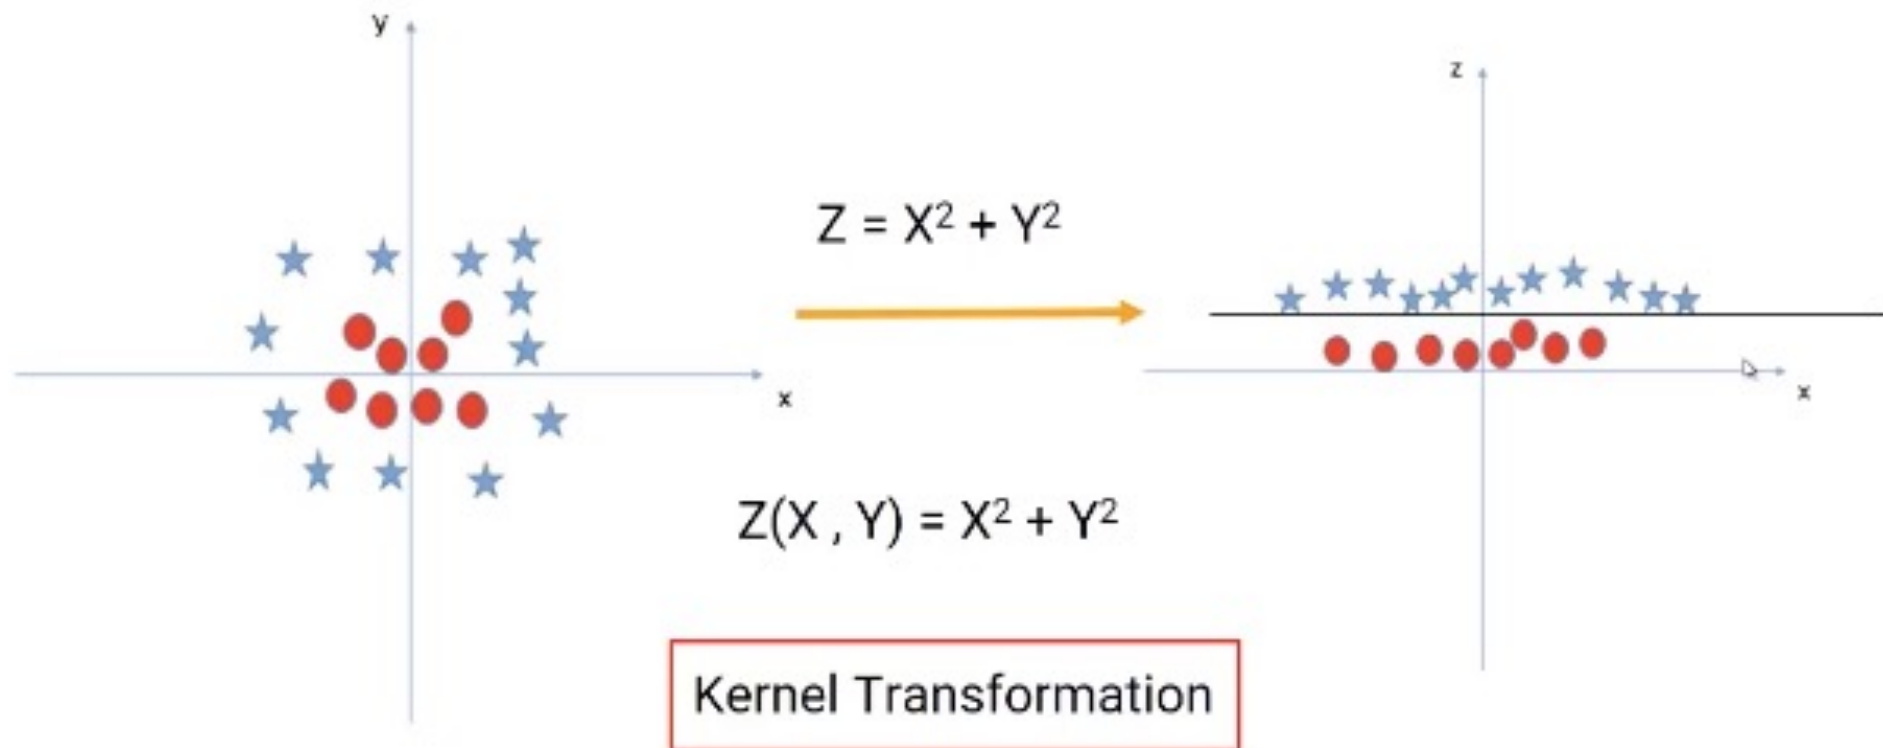 y
x
Z = X² + Y²
Z(X , Y) = X² + Y²
z
x
Kernel Transformation